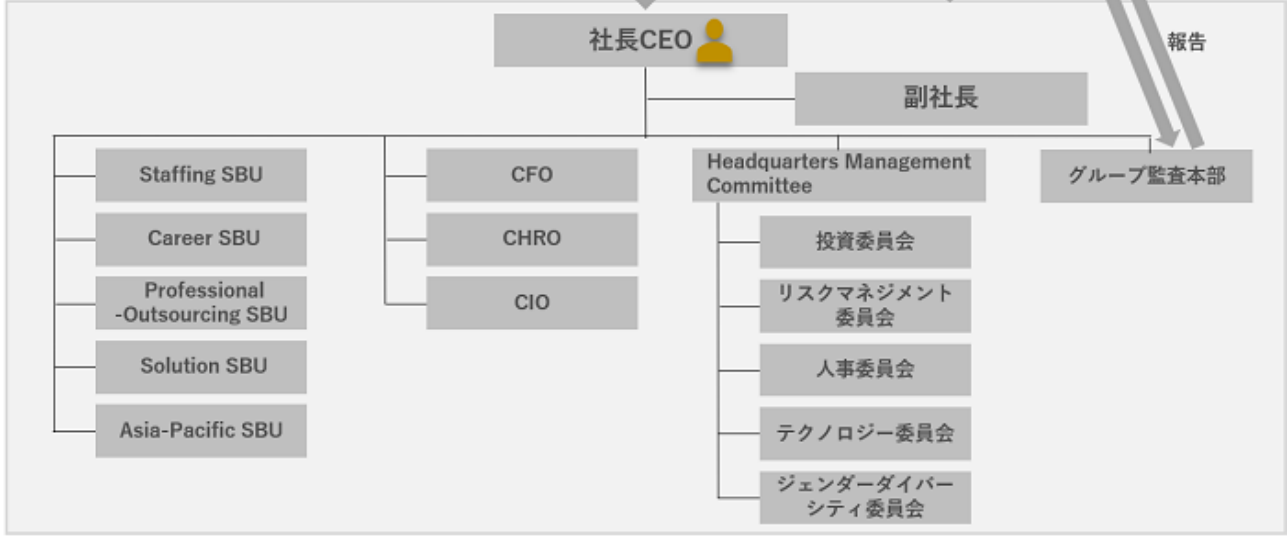 社長CEO
報告
副社長
Staffing SBU
CFO
Headquarters Management
Committee
グループ監査本部
Career SBU
CHRO
投資委員会
Professional
-Outsourcing SBU
CIO
リスクマネジメント
委員会
Solution SBU
人事委員会
Asia-Pacific SBU
テクノロジー委員会
ジェンダーダイバー
シティ委員会